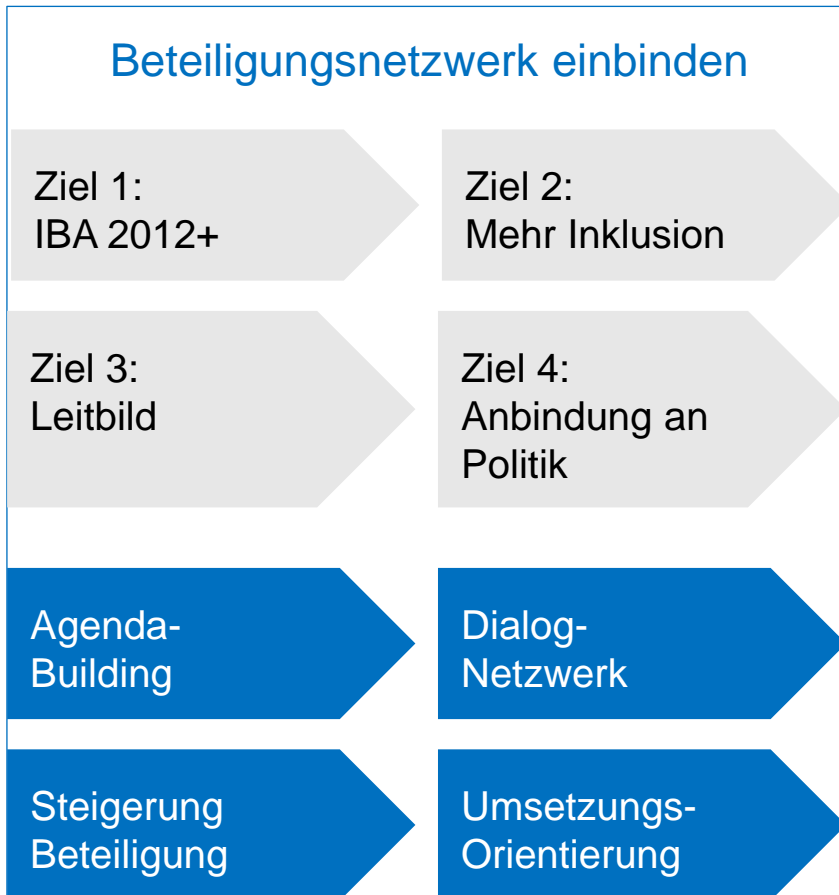 Beteiligungsnetzwerk einbinden
Ziel 1:
IBA 2012+
Ziel 2:
Mehr Inklusion
Ziel 3:
Leitbild
Ziel 4:
Anbindung an
Politik
Agenda-
Building
Dialog-
Netzwerk
Steigerung
Beteiligung
Umsetzungs-
Orientierung